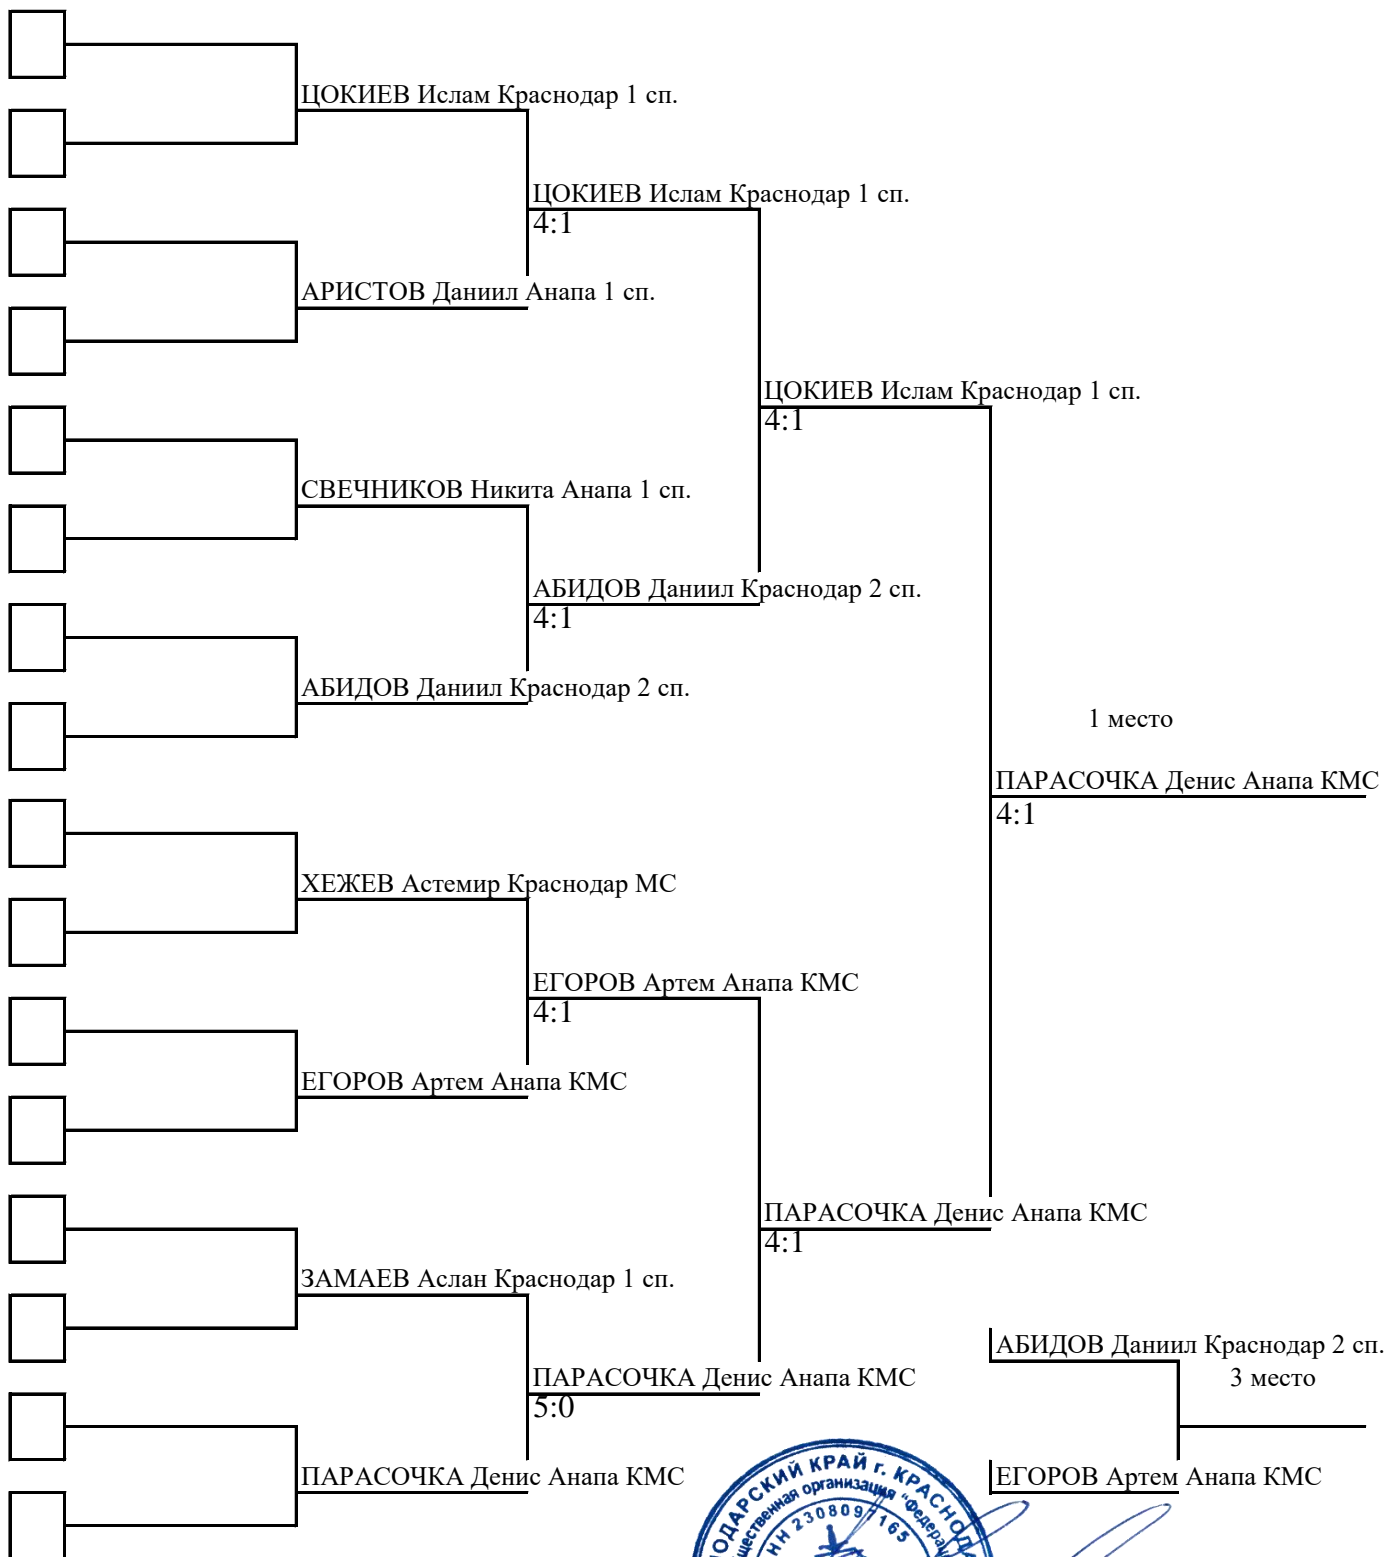 ЦОКИЕВ Ислам Краснодар 1 сп.
ЦОКИЕВ Ислам Краснодар 1 сп.
4:1
АРИСТОВ Даниил Анапа 1 сп.
ЦОКИЕВ Ислам Краснодар 1 сп.
4:1
СВЕЧНИКОВ Никита Анапа 1 сп.
АБИДОВ Даниил Краснодар 2 сп.
4:1
АБИДОВ Даниил Краснодар 2 сп.
1 место
ПАРАСОЧКА Денис Анапа КМС
4:1
ХЕЖЕВ Астемир Краснодар МС
ЕГОРОВ Артем Анапа КМС
4:1
ЕГОРОВ Артем Анапа КМС
ПАРАСОЧКА Денис Анапа КМС
4:1
ЗАМАЕВ Аслан Краснодар 1 сп.
АБИДОВ Даниил Краснодар 2 сп.
3 место
ПАРАСОЧКА Денис Анапа КМС
5:0
ПАРАСОЧКА Денис Анапа КМС
ЕГОРОВ Артем Анапа КМС
КРАЙ г.
организация
2308097165